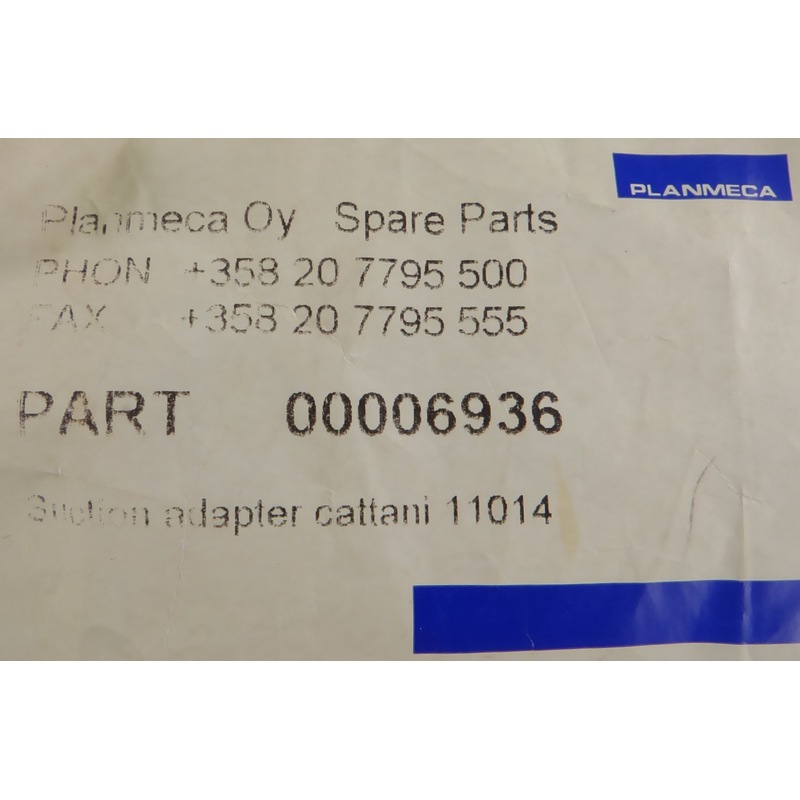 PLANMECA
Planmeca Oy Spare Parts
PHON +358 20 7795 500
FAX +358 20 7795 555
PART 00006936
Suction adapter cattani 11014